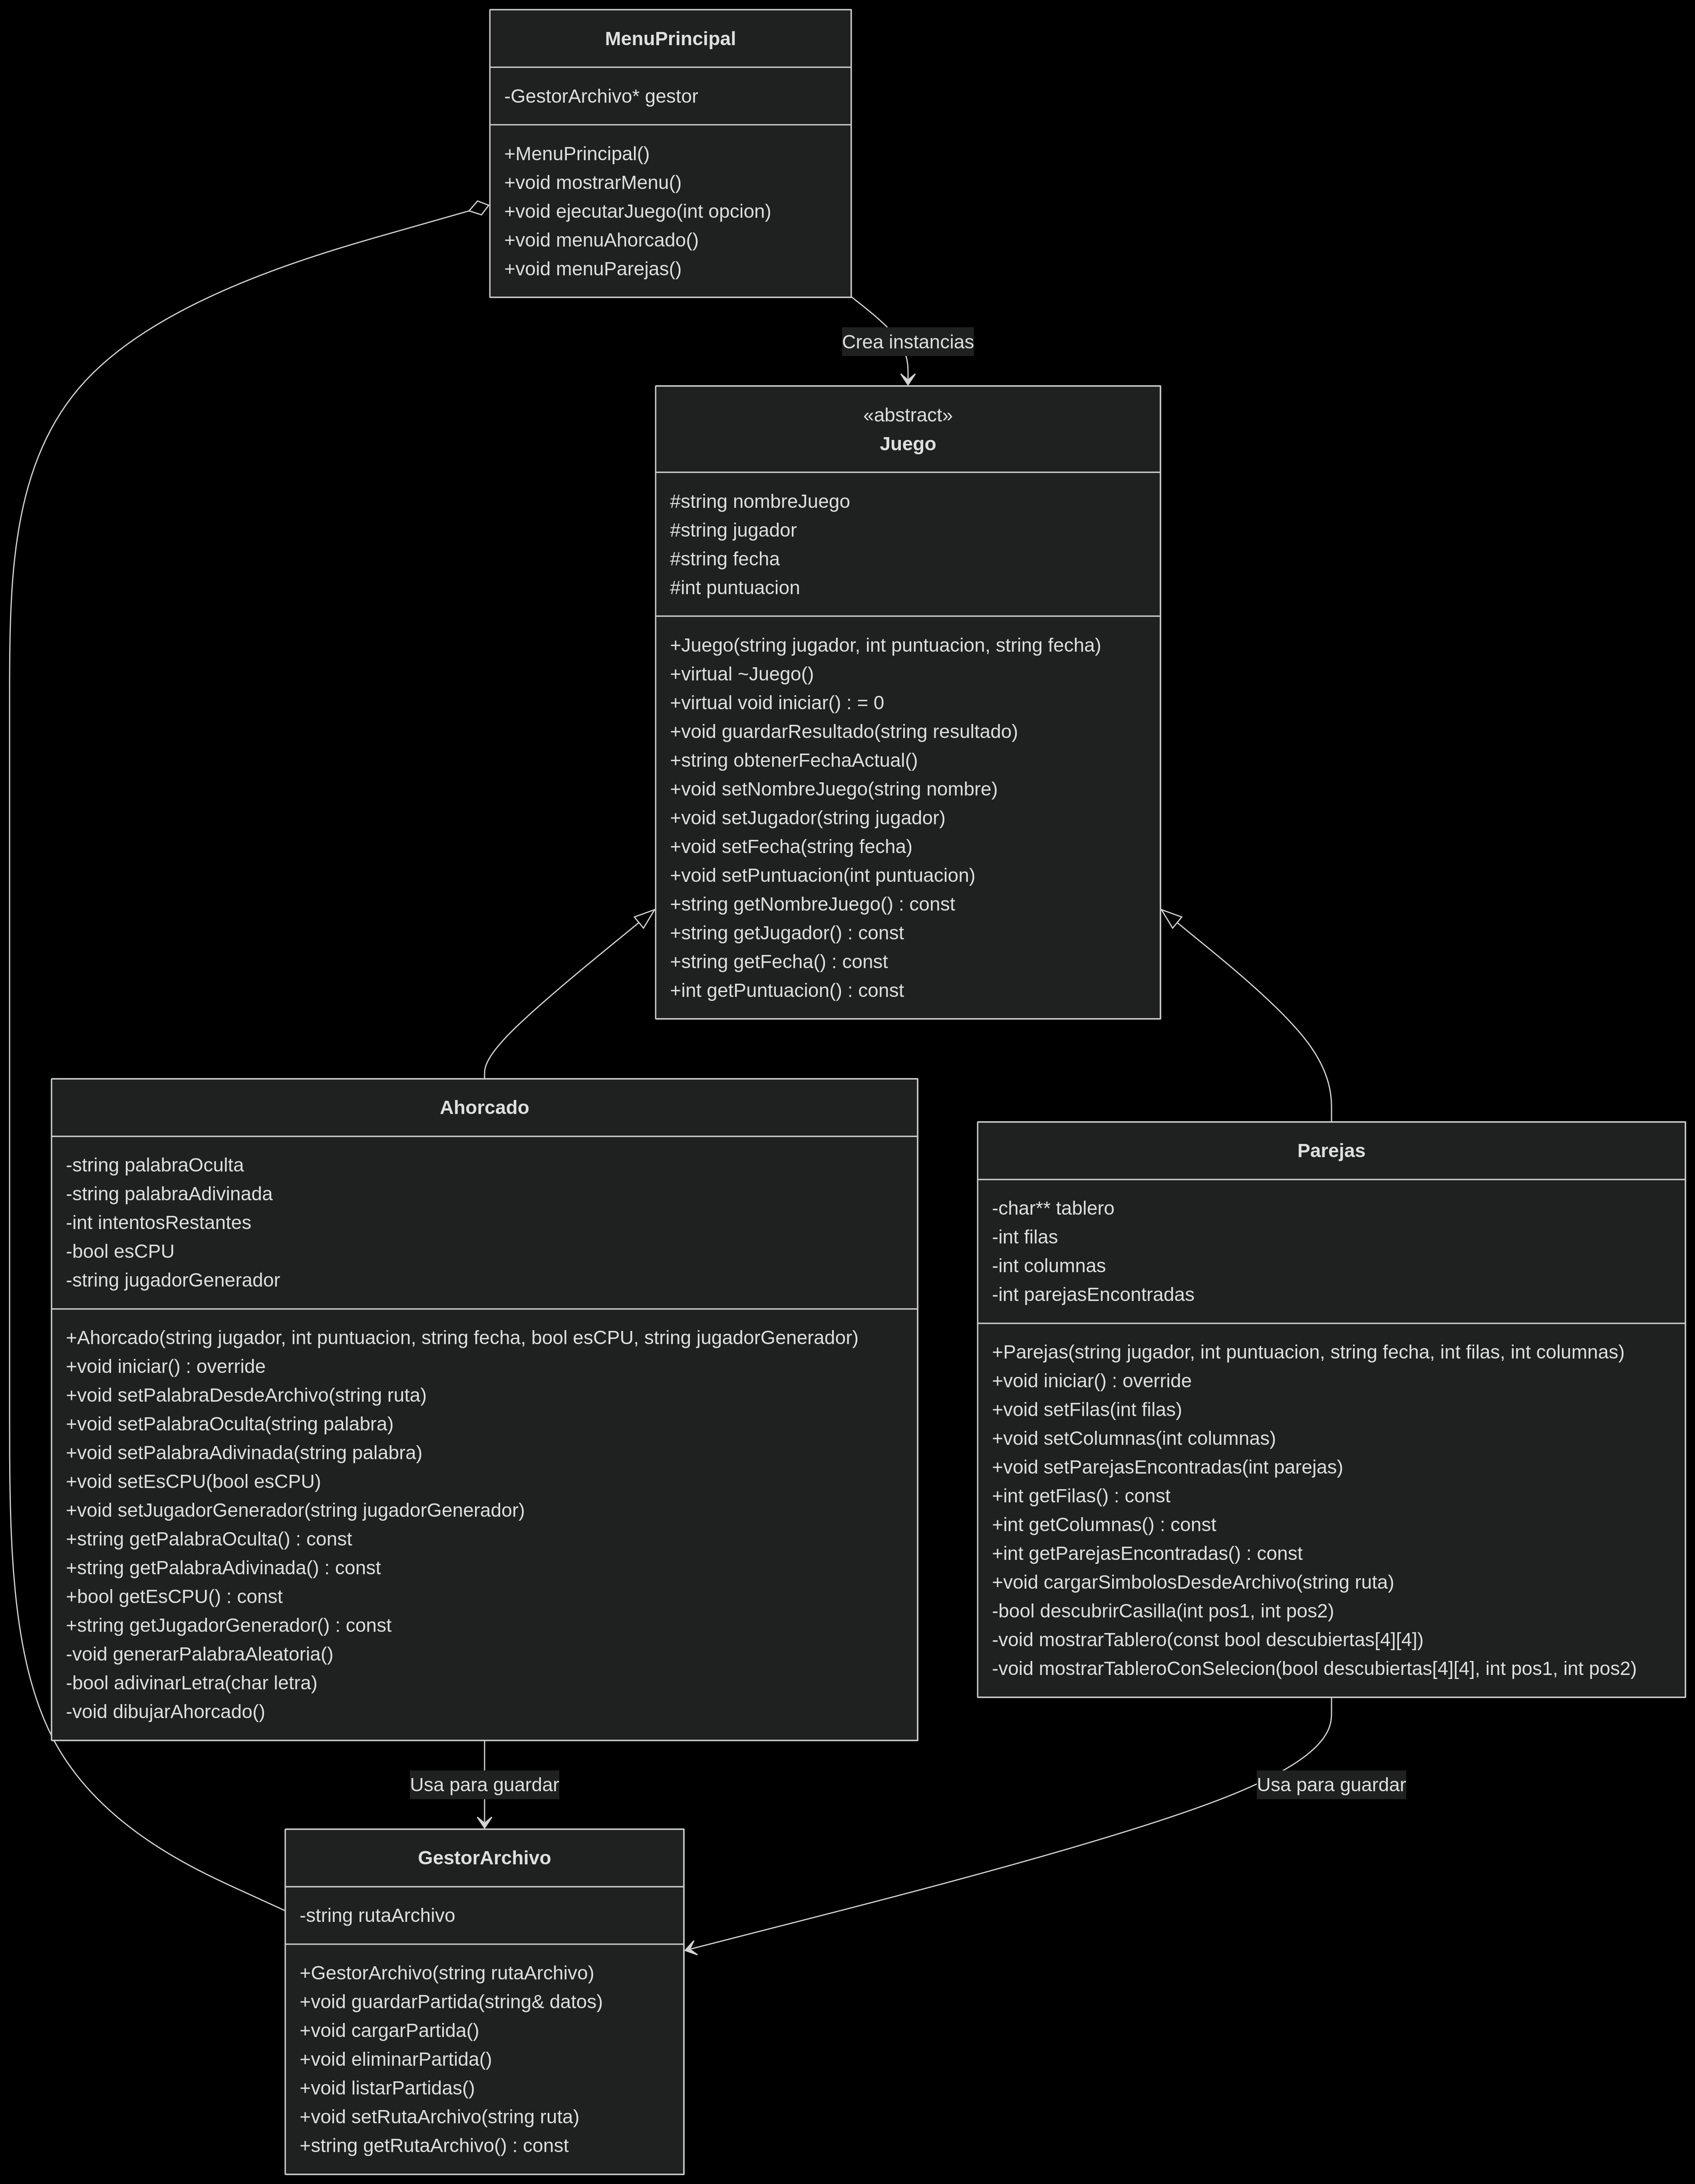 MenuPrincipal
-GestorArchivo* gestor
+MenuPrincipal()
+void mostrarMenu()
+void ejecutarJuego(int opcion)
+void menuAhorcado()
+void menuParejas()
Crea instancias
«abstract»
Juego
#string nombreJuego
#string jugador
#string fecha
#int puntuacion
+Juego(string jugador, int puntuacion, string fecha)
+virtual ~Juego()
+virtual void iniciar() : = 0
+void guardarResultado(string resultado)
+string obtenerFechaActual()
+void setNombreJuego(string nombre)
+void setJugador(string jugador)
+void setFecha(string fecha)
+void setPuntuacion(int puntuacion)
+string getNombreJuego() : const
+string getJugador() : const
+string getFecha() : const
+int getPuntuacion() : const
Ahorcado
-string palabraOculta
-string palabraAdivinada
-int intentosRestantes
-bool esCPU
-string jugadorGenerador
+Ahorcado(string jugador, int puntuacion, string fecha, bool esCPU, string jugadorGenerador)
+void iniciar() : override
+void setPalabraDesdeArchivo(string ruta)
+void setPalabraOculta(string palabra)
+void setPalabraAdivinada(string palabra)
+void setEsCPU(bool esCPU)
+void setJugadorGenerador(string jugadorGenerador)
+string getPalabraOculta() : const
+string getPalabraAdivinada() : const
+bool getEsCPU() : const
+string getJugadorGenerador() : const
-void generarPalabraAleatoria()
-bool adivinarLetra(char letra)
-void dibujarAhorcado()
Parejas
-char** tablero
-int filas
-int columnas
-int parejasEncontradas
+Parejas(string jugador, int puntuacion, string fecha, int filas, int columnas)
+void iniciar() : override
+void setFilas(int filas)
+void setColumnas(int columnas)
+void setParejasEncontradas(int parejas)
+int getFilas() : const
+int getColumnas() : const
+int getParejasEncontradas() : const
+void cargarSimbolosDesdeArchivo(string ruta)
-bool descubrirCasilla(int pos1, int pos2)
-void mostrarTablero(const bool descubiertas[4][4])
-void mostrarTableroConSelecion(bool descubiertas[4][4], int pos1, int pos2)
Usa para guardar
Usa para guardar
GestorArchivo
-string rutaArchivo
+GestorArchivo(string rutaArchivo)
+void guardarPartida(string& datos)
+void cargarPartida()
+void eliminarPartida()
+void listarPartidas()
+void setRutaArchivo(string ruta)
+string getRutaArchivo() : const